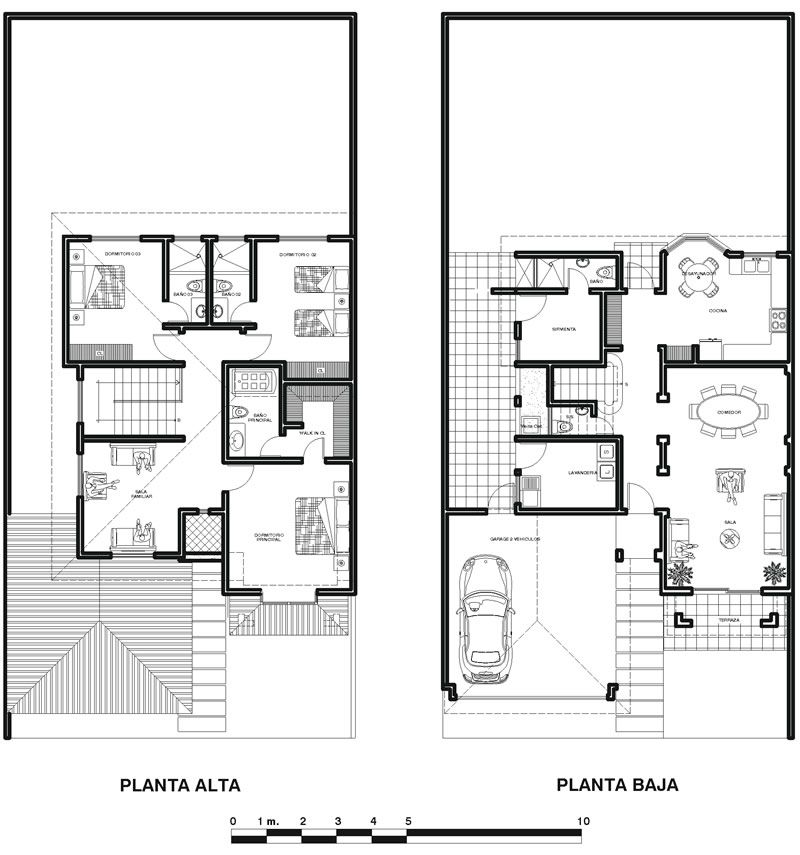 DORMITORIO 03
DORMITORIO 02
BAÑO 03
BAÑO 02
CL
CL
BAÑO
PRINCIPAL
WALK IN CL
B
SALA
FAMILIAR
DORMITORIO
PRINCIPAL
DESAYUNADOR
BAÑO
COCINA
SIRVIENTA
S
COMEDOR
S/S
LAVANDERIA
S
L
SALA
GARAGE 2 VEHICULOS
TERRAZA
PLANTA ALTA
PLANTA BAJA
0 1 m. 2 3 4 5 10